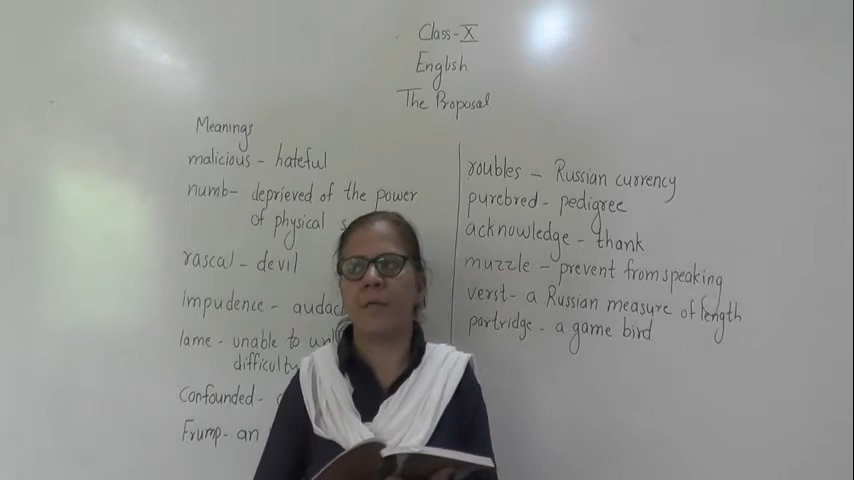 Class-X
English
The Proposal
Meanings
malicious - hateful
numb- deprieved of the power
of physical
rascal - devil
Impudence -
lame - unable to
difficulty
Confounded-
Frump- an
roubles - Russian currency
purebred - pedigree
acknowledge - thank
muzzle - prevent from speaking
verst - a Russian measure of length
partridge - a game bird